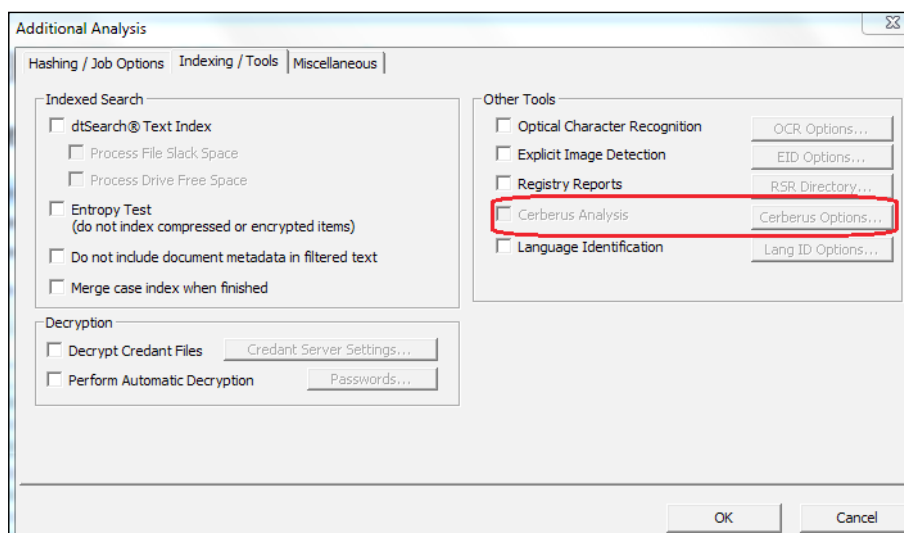 Additional Analysis
Hashing / Job Options Indexing / Tools Miscellaneous
Indexed Search
dtSearch® Text Index
Process File Slack Space
Process Drive Free Space
Entropy Test
(do not index compressed or encrypted items)
Do not include document metadata in filtered text
Merge case index when finished
Decryption
Decrypt Credant Files Credant Server Settings...
Perform Automatic Decryption Passwords...
Other Tools
Optical Character Recognition OCR Options...
Explicit Image Detection EID Options...
Registry Reports RSR Directory...
Cerberus Analysis Cerberus Options...
Language Identification Lang ID Options...
OK Cancel